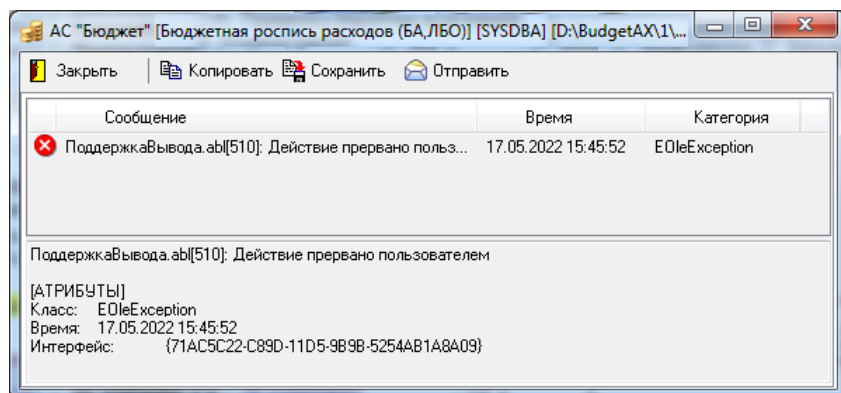 АС "Бюджет" [Бюджетная роспись расходов (БА,ЛБО)] [SYSDBA] [D:\BudgetAX\1\...
Закрыть Копировать Сохранить Отправить
Сообщение Время Категория
ПоддержкаВывода.abl[510]: Действие прервано польз... 17.05.2022 15:45:52 EOleException
ПоддержкаВывода.abl[510]: Действие прервано пользователем
[АТРИБУТЫ]
Класс: EOleException
Время: 17.05.2022 15:45:52
Интерфейс: {71AC5C22-C89D-11D5-9B9B-5254AB1A8A09}